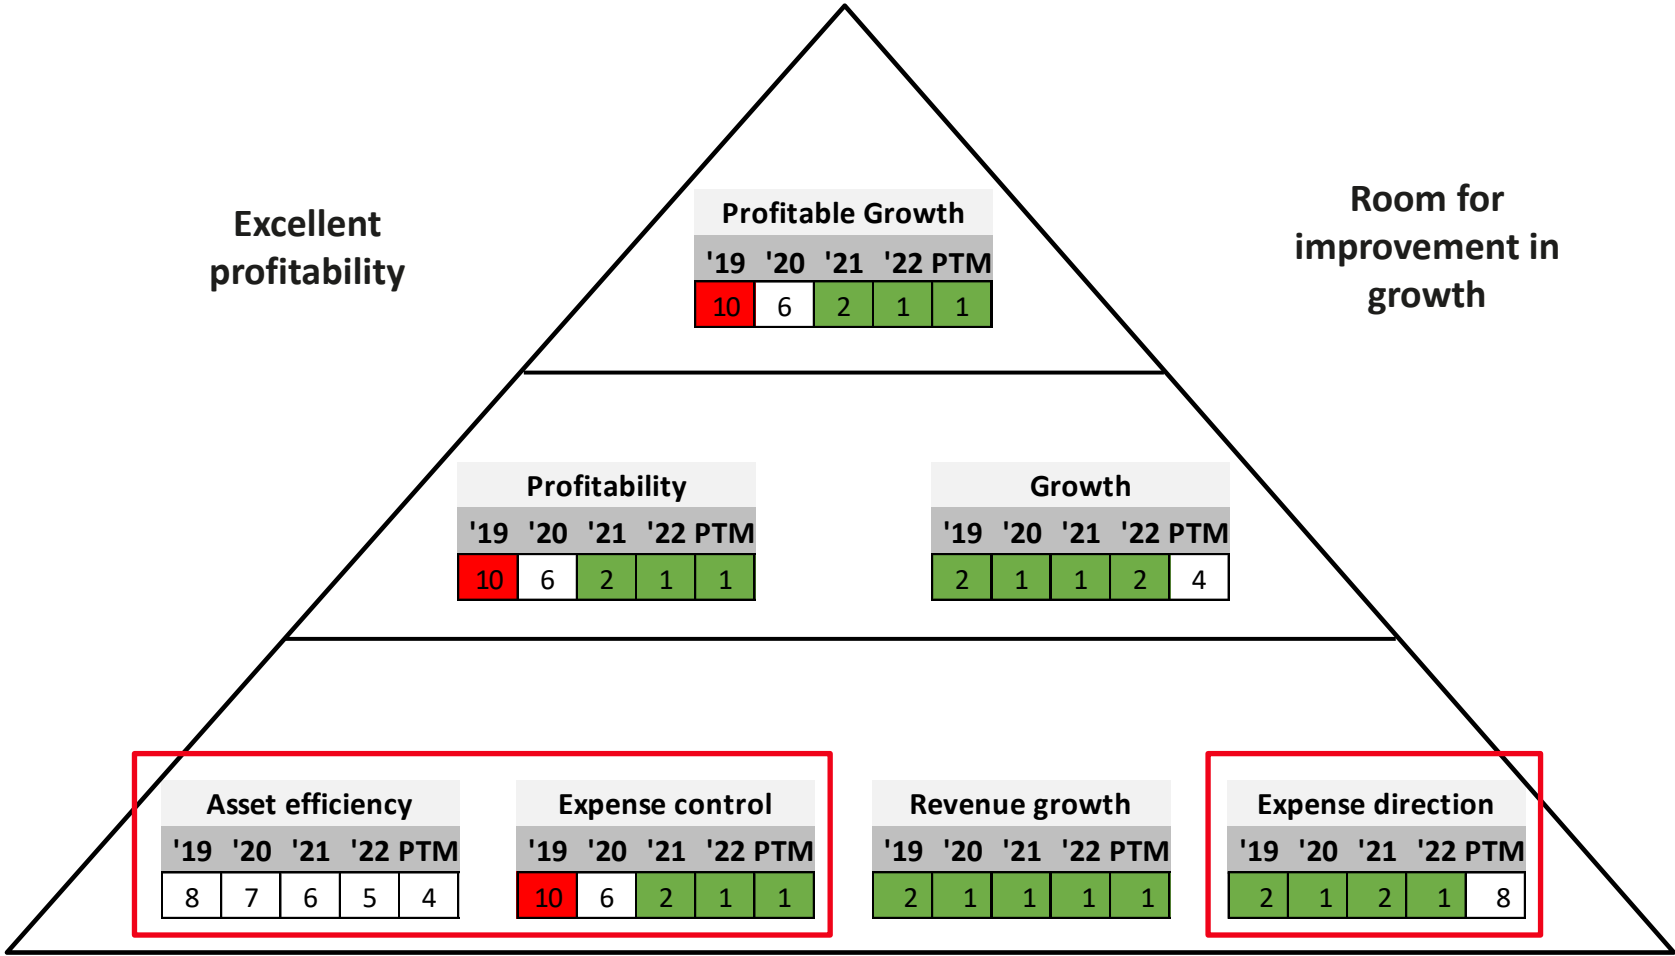 Excellent
profitability
Room for
improvement in
growth
Profitable Growth
'19 '20 '21 '22 PTM
10 6 2 1 1
Profitability
'19 '20 '21 '22 PTM
10 6 2 1 1
Growth
'19 '20 '21 '22 PTM
2 1 1 2 4
Asset efficiency
'19 '20 '21 '22 PTM
8 7 6 5 4
Expense control
'19 '20 '21 '22 PTM
10 6 2 1 1
Revenue growth
'19 '20 '21 '22 PTM
2 1 1 1 1
Expense direction
'19 '20 '21 '22 PTM
2 1 2 1 8